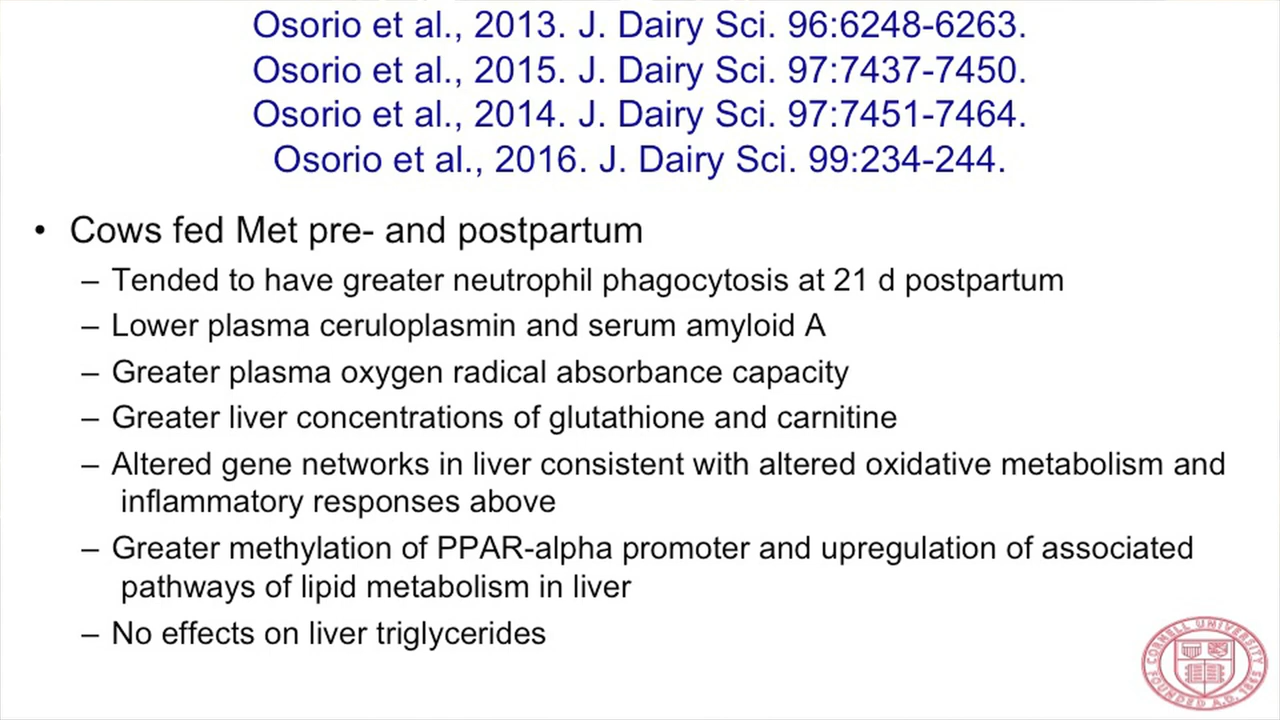 Osorio et al., 2013. J. Dairy Sci. 96:6248-6263.
Osorio et al., 2015. J. Dairy Sci. 97:7437-7450.
Osorio et al., 2014. J. Dairy Sci. 97:7451-7464.
Osorio et al., 2016. J. Dairy Sci. 99:234-244.
• Cows fed Met pre- and postpartum
– Tended to have greater neutrophil phagocytosis at 21 d postpartum
– Lower plasma ceruloplasmin and serum amyloid A
– Greater plasma oxygen radical absorbance capacity
– Greater liver concentrations of glutathione and carnitine
– Altered gene networks in liver consistent with altered oxidative metabolism and
inflammatory responses above
– Greater methylation of PPAR-alpha promoter and upregulation of associated
pathways of lipid metabolism in liver
– No effects on liver triglycerides
CORNELL UNIVERSITY
FOUNDED A.D. 1865